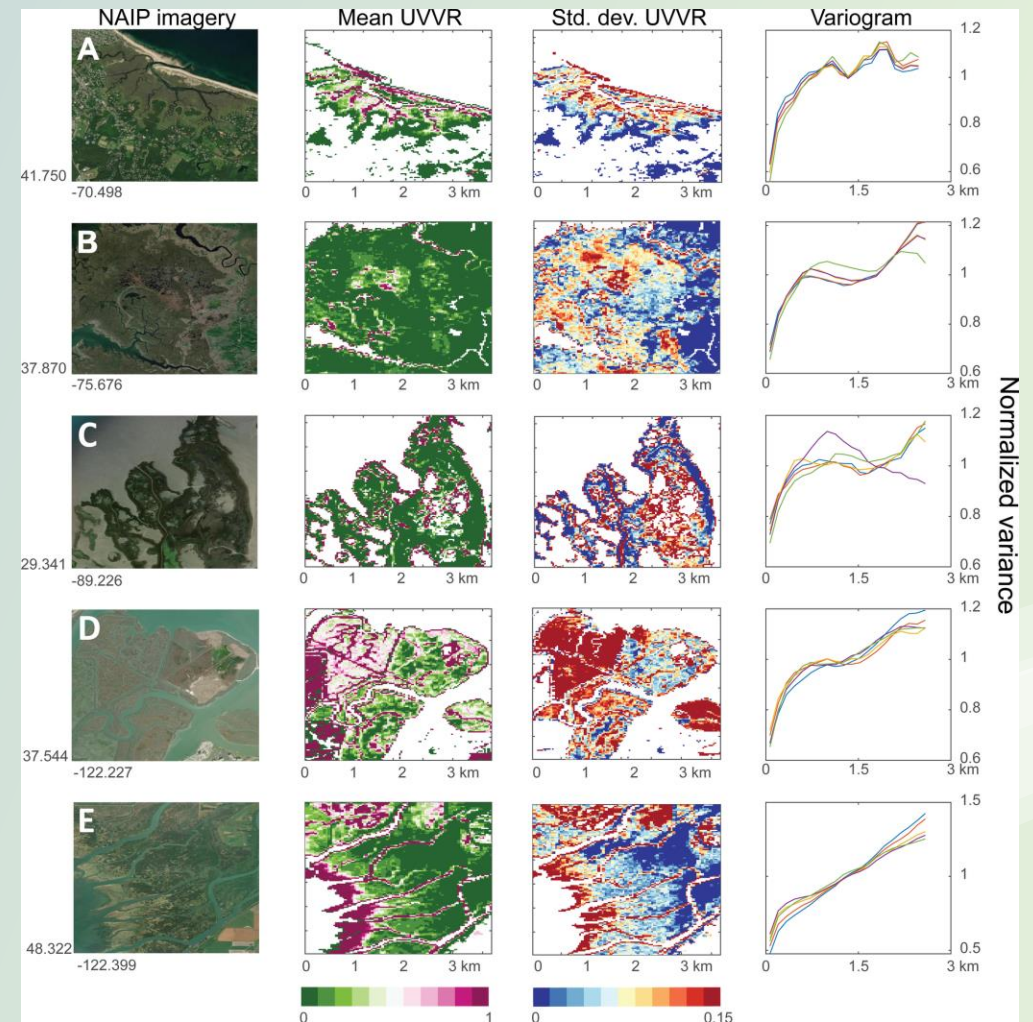 NAIP imagery Mean UVVR Std. dev. UVVR Variogram
A
41.750
-70.498
0 1 2 3 km
0 1 2 3 km
1.2
1
0.8
0.6
0 1.5 3 km
B
37.870
-75.676
0 1 2 3 km
0 1 2 3 km
1.2
1
0.8
0.6
0 1.5 3 km
Normalized variance
C
29.341
-89.226
0 1 2 3 km
0 1 2 3 km
1.2
1
0.8
0.6
0 1.5 3 km
D
37.544
-122.227
0 1 2 3 km
0 1 2 3 km
1.2
1
0.8
0.6
0 1.5 3 km
E
48.322
-122.399
0 1 2 3 km
0 1 2 3 km
1.5
1
0.5
0 1.5 3 km
0 1
0 0.15